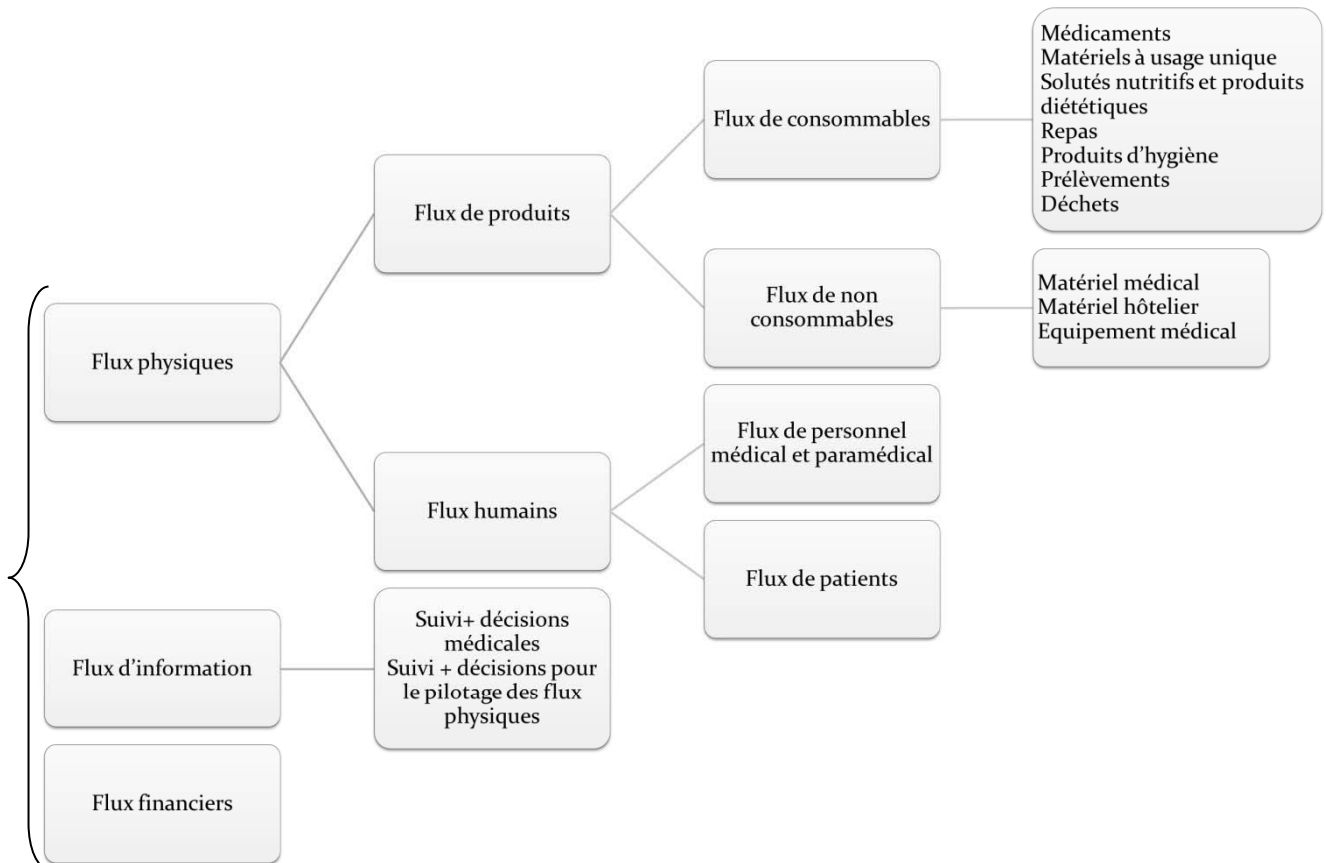 Médicaments
Matériels à usage unique
Solutés nutritifs et produits
diététiques
Repas
Produits d'hygiène
Prélèvements
Déchets
Flux de consommables
Flux de produits
Flux de non
consommables
Matériel médical
Matériel hôtelier
Equipement médical
Flux physiques
Flux de personnel
médical et paramédical
Flux humains
Flux de patients
Suivi+ décisions
médicales
Suivi + décisions pour
le pilotage des flux
physiques
Flux d'information
Flux financiers